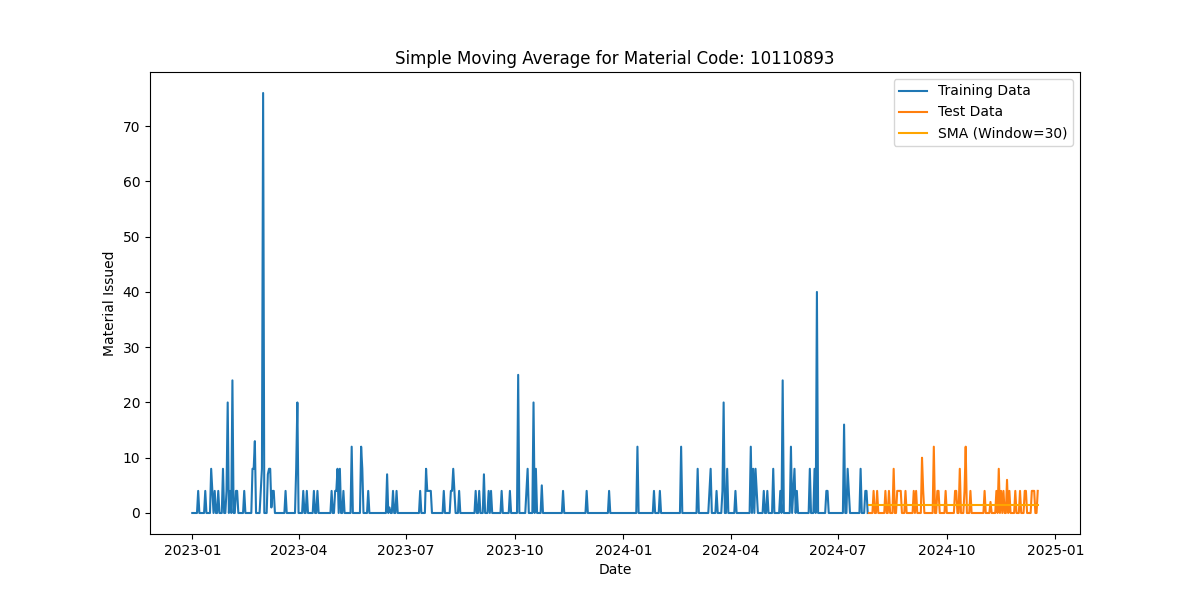 Simple Moving Average for Material Code: 10110893
Training Data
Test Data
SMA (Window=30)
Material Issued
70
60
50
40
30
20
10
0
2023-01 2023-04 2023-07 2023-10 2024-01 2024-04 2024-07 2024-10 2025-01
Date